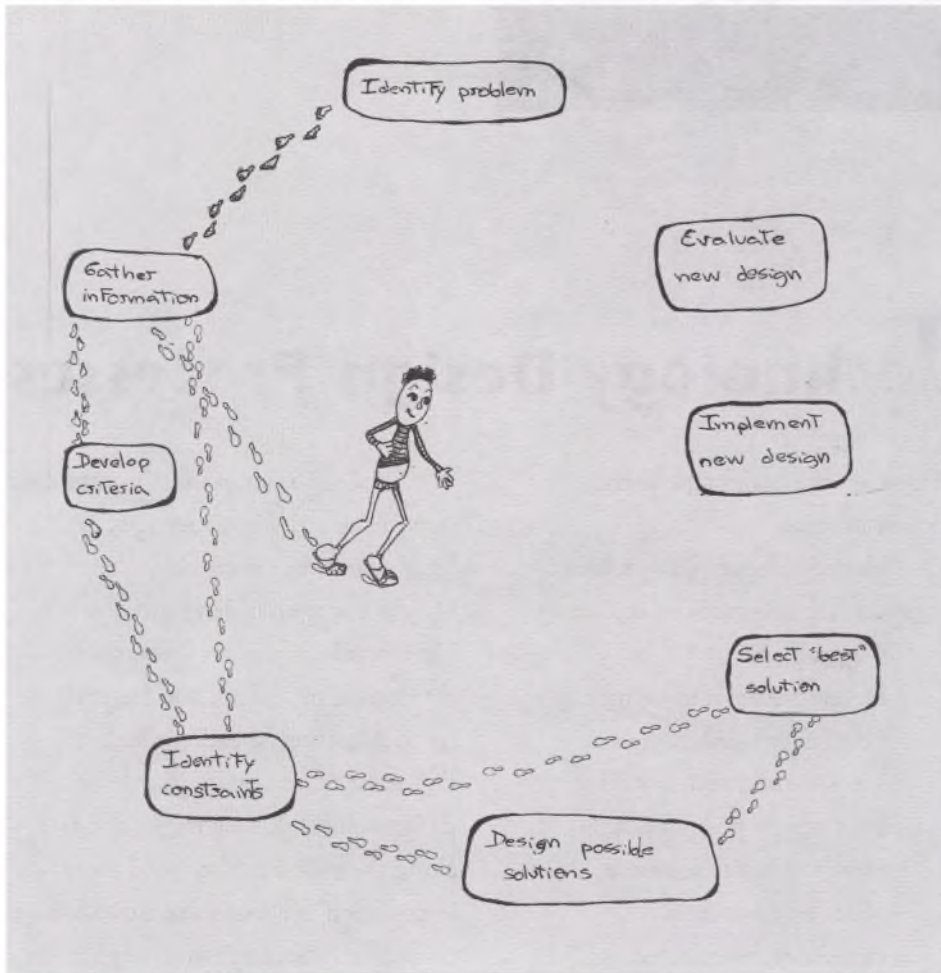 Identify problem
Evaluate
new design
Gather
information
Implement
new design
Develop
criteria
Select "best"
solution
Identify
constraints
Design possible
solutions